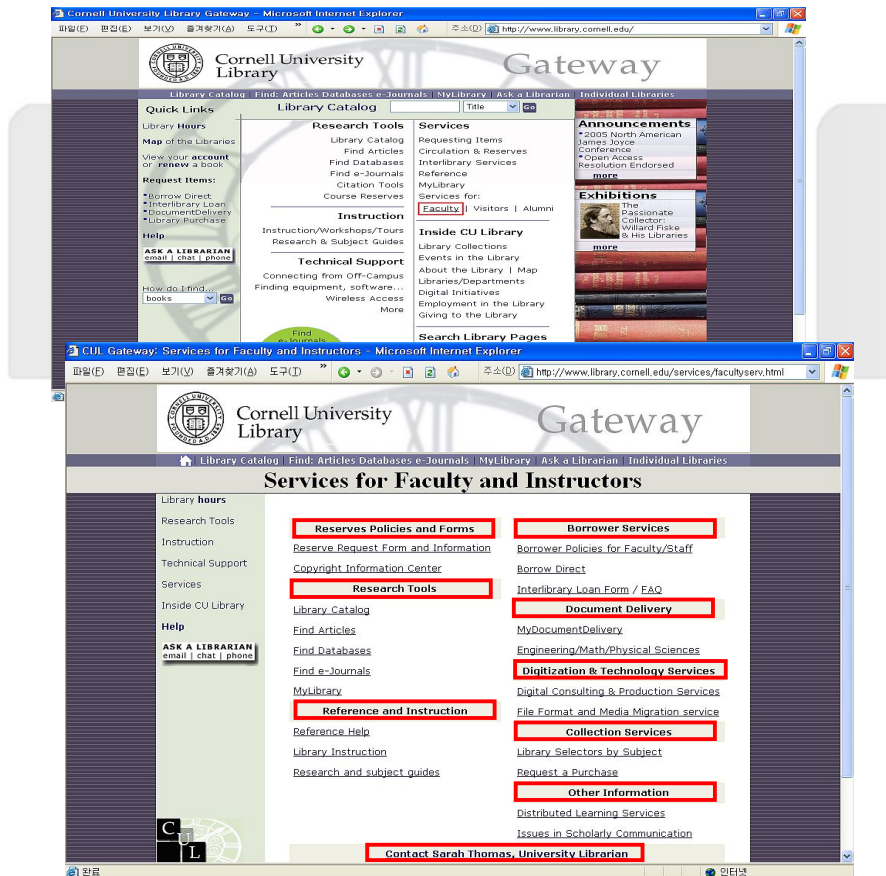 Cornell University Library Gateway - Microsoft Internet Explorer
파일(F) 편집(E) 보기(V) 즐겨찾기(A) 도구(T) » 주소(D) http://www.library.cornell.edu/
Cornell University
Library
Gateway
Library Catalog | Find: Articles Databases e-Journals | MyLibrary | Ask a Librarian | Individual Libraries
Quick Links
Library Hours
Map of the Libraries
View your account
or renew a book
Request Items:
•Borrow Direct
•Interlibrary Loan
•DocumentDelivery
•Library Purchase
Help
ASK A LIBRARIAN
email | chat | phone
How do I find...
books Go
Library Catalog Title Go
Research Tools
Library Catalog
Find Articles
Find Databases
Find e-Journals
Citation Tools
Course Reserves
Instruction
Instruction/Workshops/Tours
Research & Subject Guides
Technical Support
Connecting from Off-Campus
Finding equipment, software...
Wireless Access
More
Find
e-Journals
Services
Requesting Items
Circulation & Reserves
Interlibrary Services
Reference
MyLibrary
Services for:
Faculty | Visitors | Alumni
Inside CU Library
Library Collections
Events in the Library
About the Library | Map
Libraries/Departments
Digital Initiatives
Employment in the Library
Giving to the Library
Search Library Pages
Announcements
•2005 North American
James Joyce
Conference
•Open Access
Resolution Endorsed
more
Exhibitions
The
Passionate
Collector:
Willard Fiske
& His Libraries
more
CUL Gateway: Services for Faculty and Instructors - Microsoft Internet Explorer
파일(F) 편집(E) 보기(V) 즐겨찾기(A) 도구(T) » 주소(D) http://www.library.cornell.edu/services/facultyserv.html
Cornell University
Library
Gateway
Library Catalog | Find: Articles Databases e-Journals | MyLibrary | Ask a Librarian | Individual Libraries
Services for Faculty and Instructors
Library hours
Research Tools
Instruction
Technical Support
Services
Inside CU Library
Help
ASK A LIBRARIAN
email | chat | phone
CUL
Reserves Policies and Forms
Reserve Request Form and Information
Copyright Information Center
Research Tools
Library Catalog
Find Articles
Find Databases
Find e-Journals
MyLibrary
Reference and Instruction
Reference Help
Library Instruction
Research and subject guides
Borrower Services
Borrower Policies for Faculty/Staff
Borrow Direct
Interlibrary Loan Form / FAQ
Document Delivery
MyDocumentDelivery
Engineering/Math/Physical Sciences
Digitization & Technology Services
Digital Consulting & Production Services
File Format and Media Migration service
Collection Services
Library Selectors by Subject
Request a Purchase
Other Information
Distributed Learning Services
Issues in Scholarly Communication
Contact Sarah Thomas, University Librarian
완료 인터넷